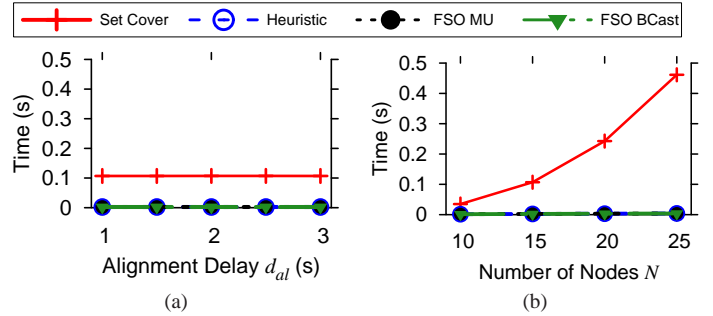 Set Cover Heuristic FSO MU FSO BCast
Time (s)
0.5
0.4
0.3
0.2
0.1
0
1 2 3
Alignment Delay d_al (s)
(a)
Time (s)
0.5
0.4
0.3
0.2
0.1
0
10 15 20 25
Number of Nodes N
(b)